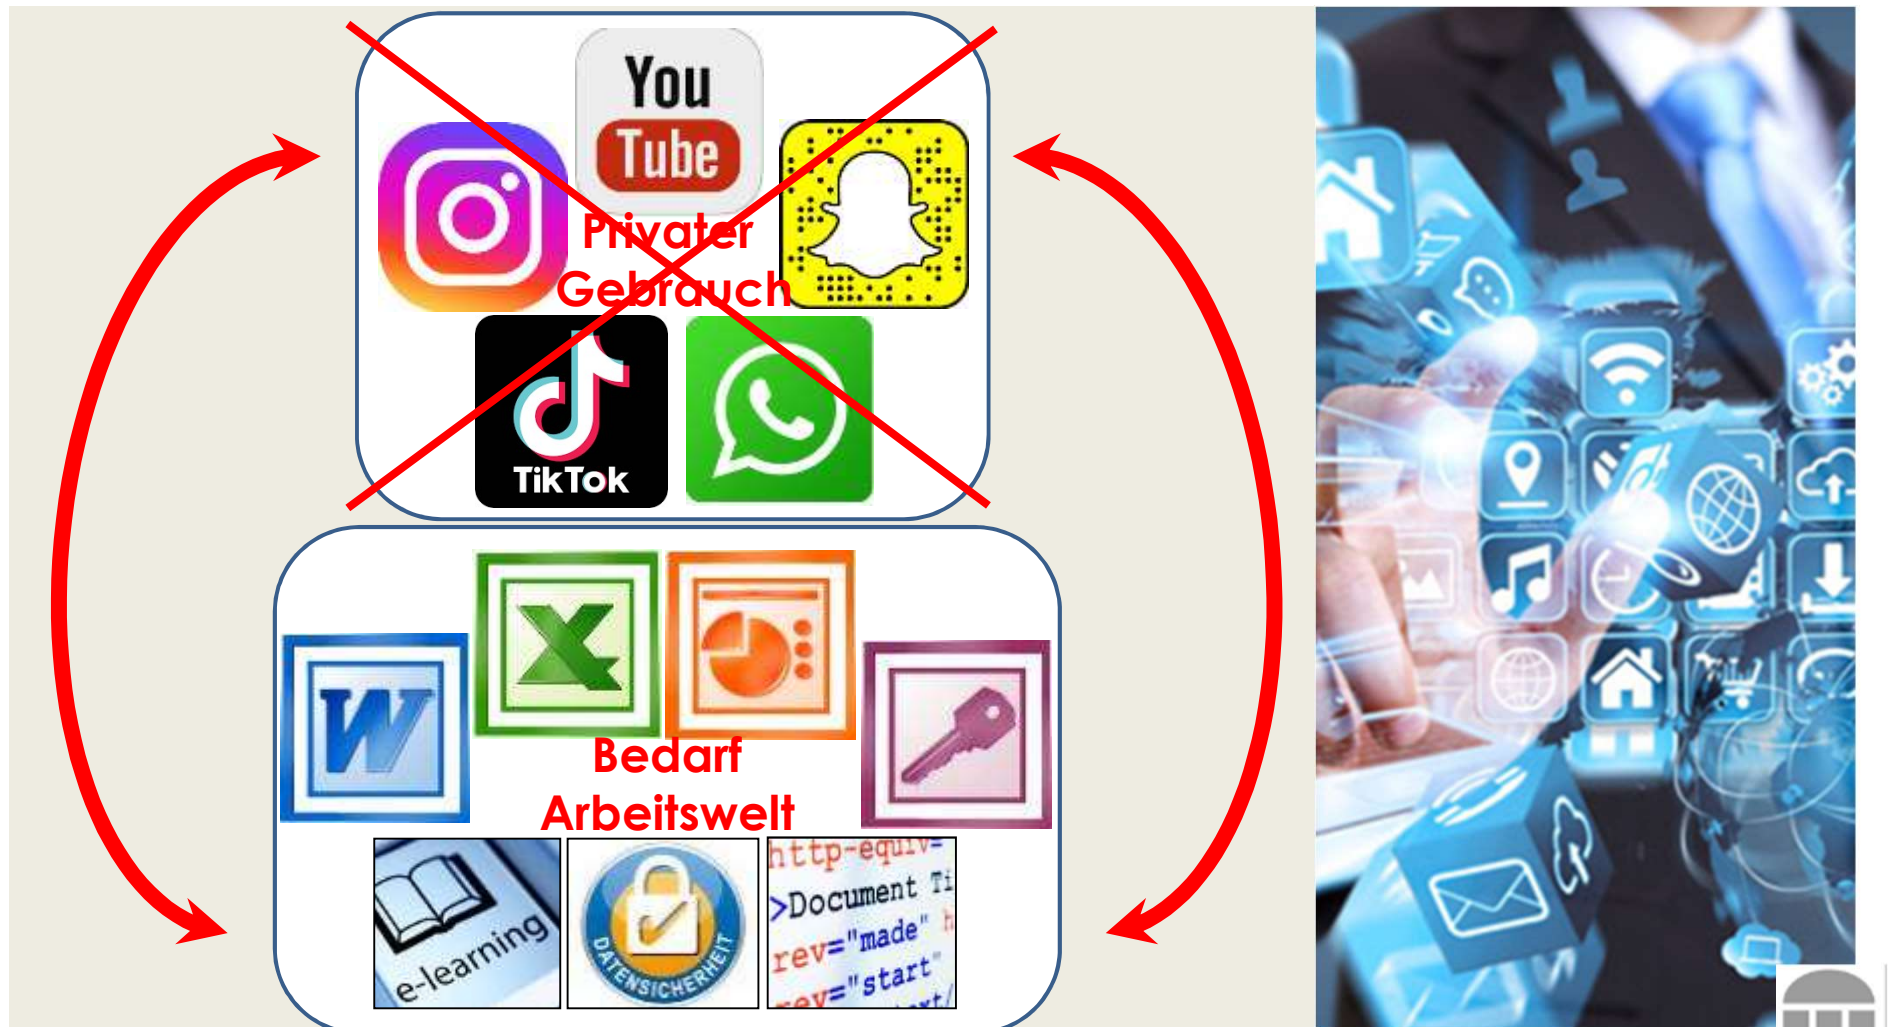 You
Tube
Privater
Gebrauch
TikTok
W
X
Bedarf
Arbeitswelt
e-learning
DATENSICHERHEIT
http-equiv=
>Document Ti
rev="made" h
rev="start"